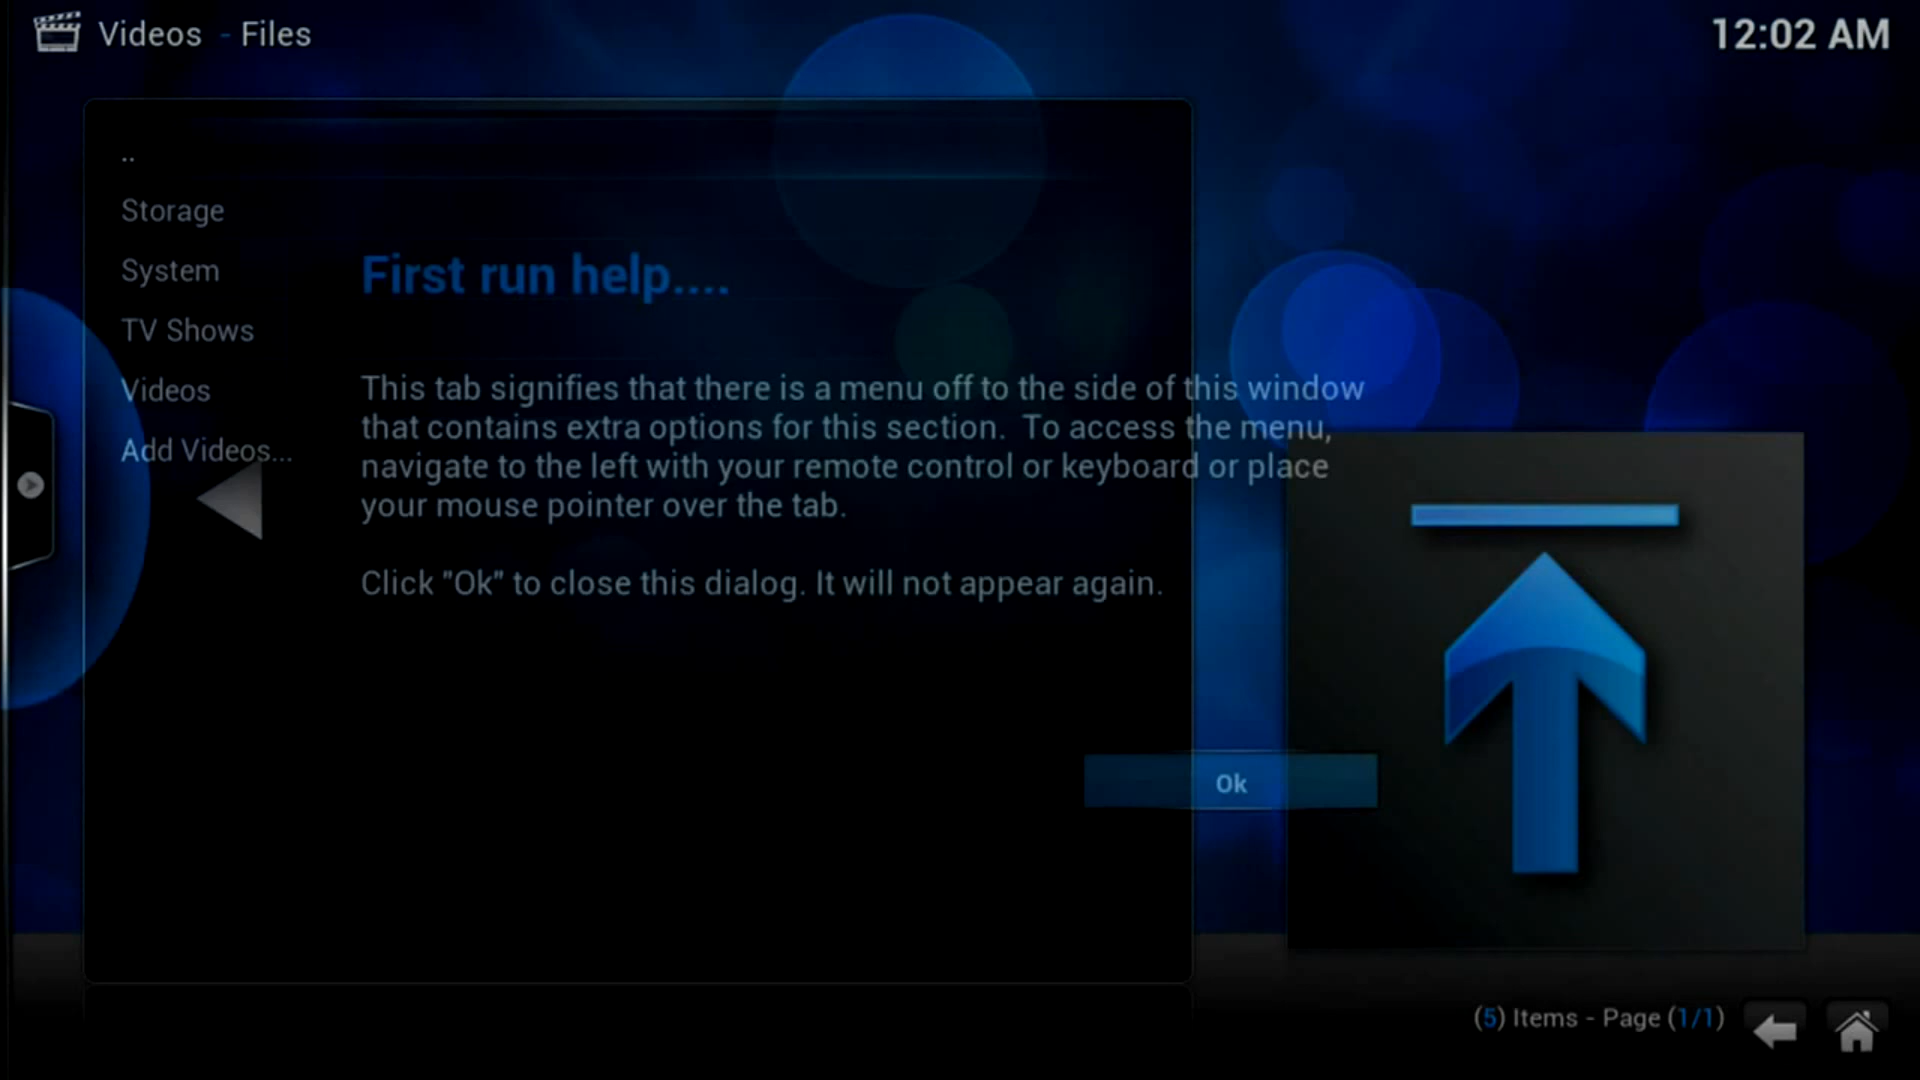 Videos - Files
12:02 AM
..
Storage
System
TV Shows
Videos
Add Videos...
First run help....
This tab signifies that there is a menu off to the side of this window
that contains extra options for this section. To access the menu,
navigate to the left with your remote control or keyboard or place
your mouse pointer over the tab.
Click "Ok" to close this dialog. It will not appear again.
Ok
(5) Items - Page (1/1)